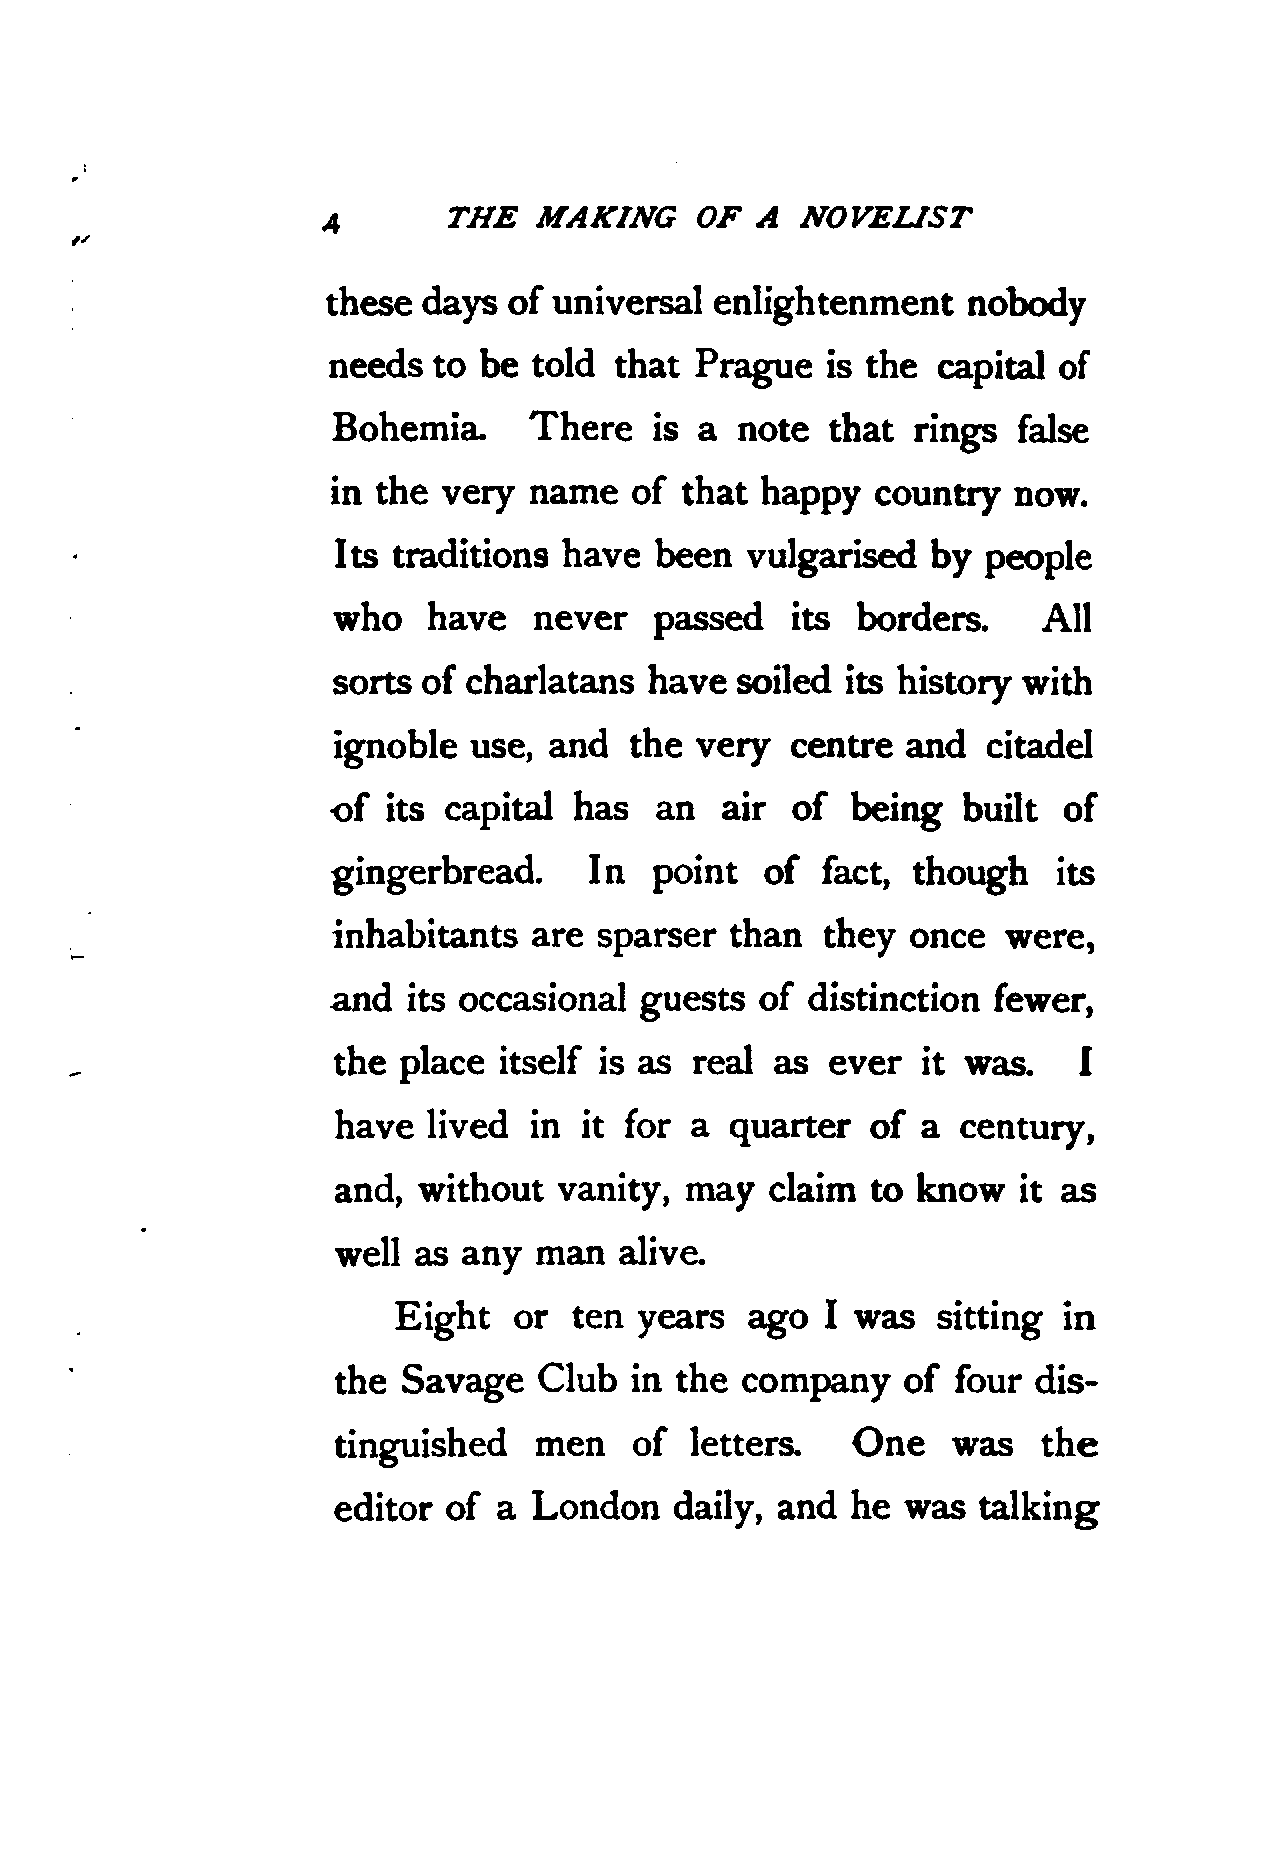 4 THE MAKING OF A NOVELIST
these days of universal enlightenment nobody
needs to be told that Prague is the capital of
Bohemia. There is a note that rings false
in the very name of that happy country now.
Its traditions have been vulgarised by people
who have never passed its borders. All
sorts of charlatans have soiled its history with
ignoble use, and the very centre and citadel
of its capital has an air of being built of
gingerbread. In point of fact, though its
inhabitants are sparser than they once were,
and its occasional guests of distinction fewer,
the place itself is as real as ever it was. I
have lived in it for a quarter of a century,
and, without vanity, may claim to know it as
well as any man alive.
Eight or ten years ago I was sitting in
the Savage Club in the company of four dis-
tinguished men of letters. One was the
editor of a London daily, and he was talking